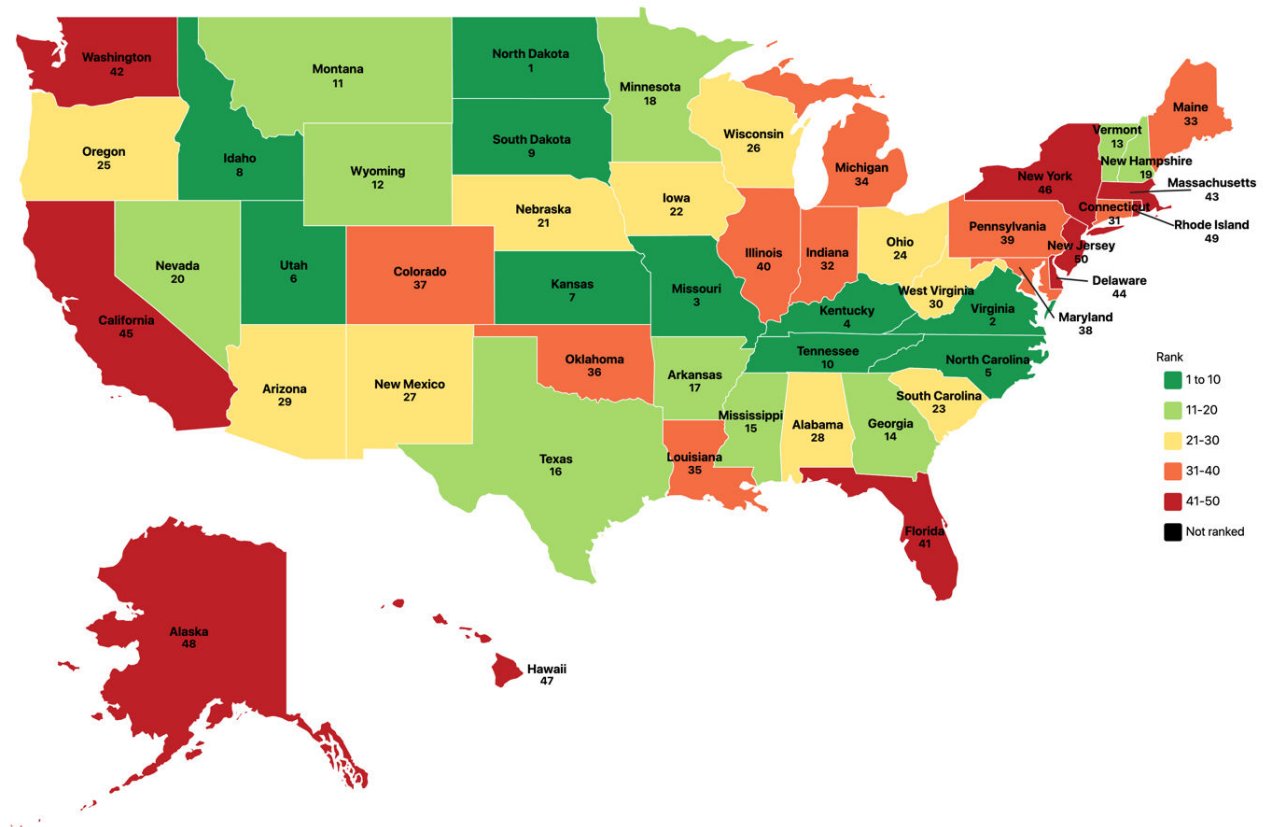 Washington
42
Oregon
25
California
45
Nevada
20
Idaho
8
Montana
11
Wyoming
12
Utah
6
Arizona
29
Colorado
37
New Mexico
27
North Dakota
1
South Dakota
9
Nebraska
21
Kansas
7
Oklahoma
36
Texas
16
Minnesota
18
Iowa
22
Missouri
3
Arkansas
17
Louisiana
35
Wisconsin
26
Illinois
40
Michigan
34
Indiana
32
Ohio
24
Kentucky
4
Tennessee
10
Mississippi
15
Alabama
28
Georgia
14
Florida
41
South Carolina
23
North Carolina
5
Virginia
2
West Virginia
30
Pennsylvania
39
New York
46
Vermont
13
New Hampshire
19
Maine
33
Massachusetts
43
Connecticut
31
Rhode Island
49
New Jersey
50
Delaware
44
Maryland
38
Alaska
48
Hawaii
47
Rank
1 to 10
11-20
21-30
31-40
41-50
Not ranked